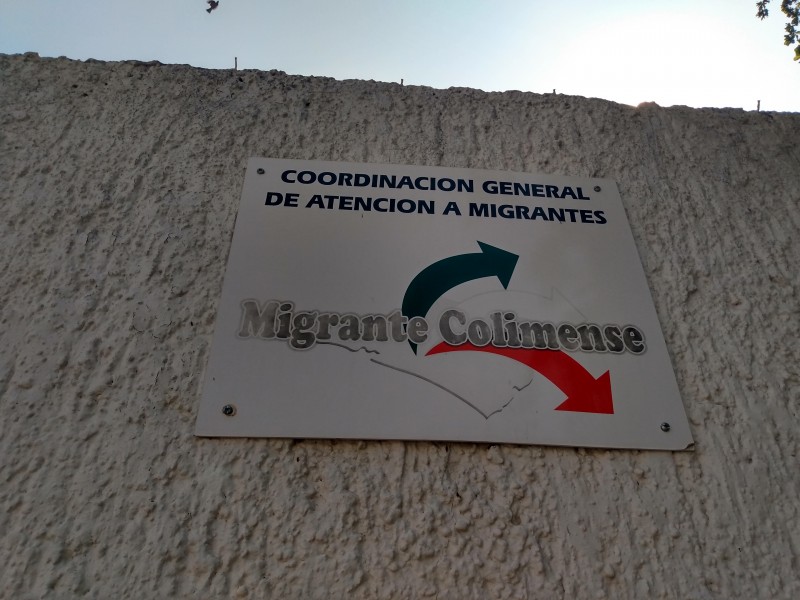 COORDINACION GENERAL
DE ATENCION A MIGRANTES
Migrante Colimense